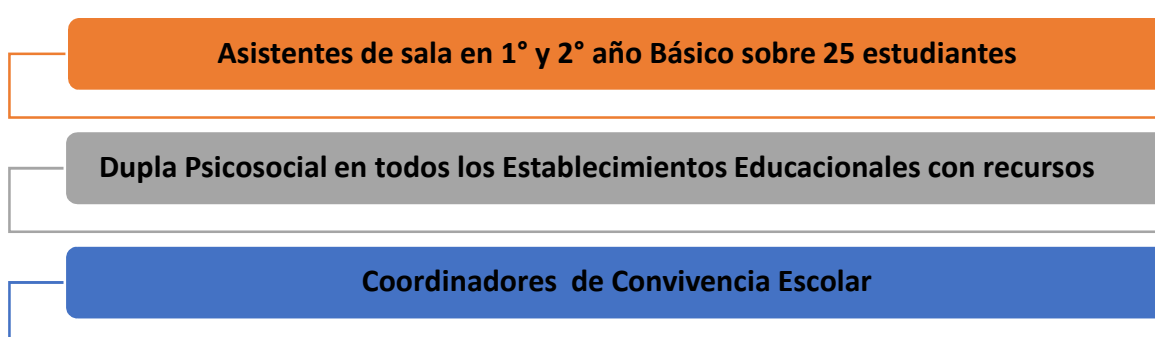 Asistentes de sala en 1° y 2° año Básico sobre 25 estudiantes
Dupla Psicosocial en todos los Establecimientos Educacionales con recursos
Coordinadores  de Convivencia Escolar